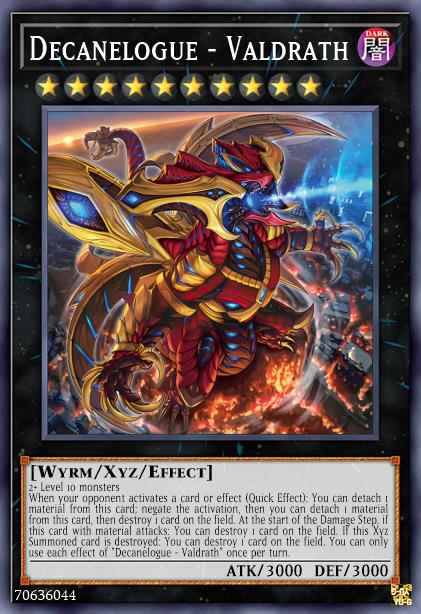 DECANELOGUE - VALDRATH
DARK
闇
[WYRM/XYZ/EFFECT]
2+ Level 10 monsters
When your opponent activates a card or effect (Quick Effect): You can detach 1
material from this card; negate the activation, then you can detach 1 material
from this card, then destroy 1 card on the field. At the start of the Damage Step, if
this card with material attacks: You can destroy 1 card on the field. If this Xyz
Summoned card is destroyed: You can destroy 1 card on the field. You can only
use each effect of "Decanelogue - Valdrath" once per turn.
ATK/3000 DEF/3000
70636044